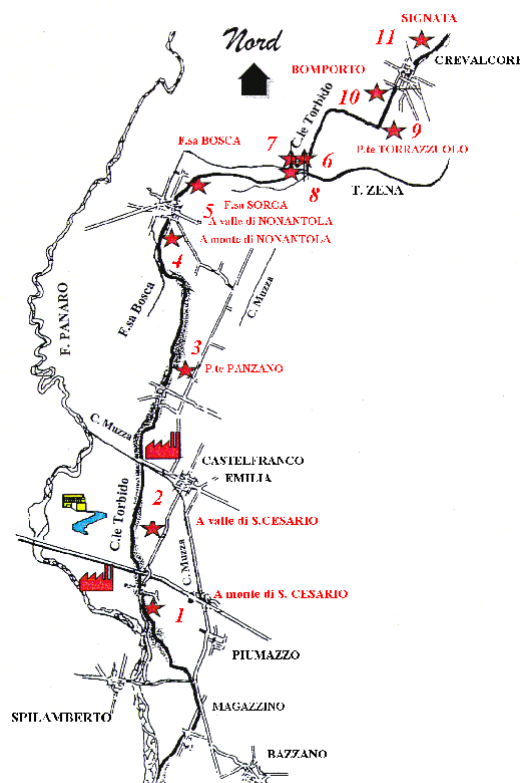 SIGNATA
11
CREVALCORE
Nord
BOMPORTO
10
9
P.te TORRAZZUOLO
C.le Torbido
F.sa BOSCA
7
6
8
T. ZENA
5
F.sa SORGA
A valle di NONANTOLA
A monte di NONANTOLA
4
F.sa Bosca
C. Muzza
F. PANARO
3
P.te PANZANO
C. Muzza
CASTELFRANCO
EMILIA
2
C.le Torbido
A valle di S.CESARIO
C. Muzza
A monte di S. CESARIO
1
PIUMAZZO
SPILAMBERTO
MAGAZZINO
BAZZANO